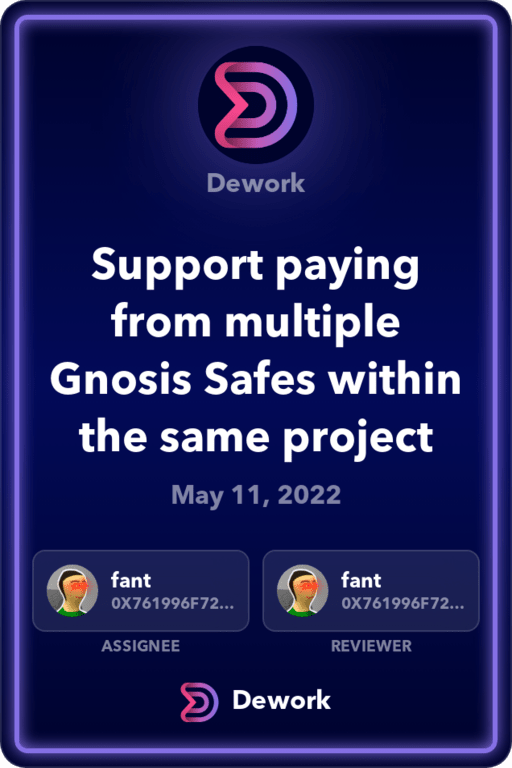 Dework
Support paying
from multiple
Gnosis Safes within
the same project
May 11, 2022
fant
0X761996F72...
ASSIGNEE
fant
0X761996F72...
REVIEWER
Dework